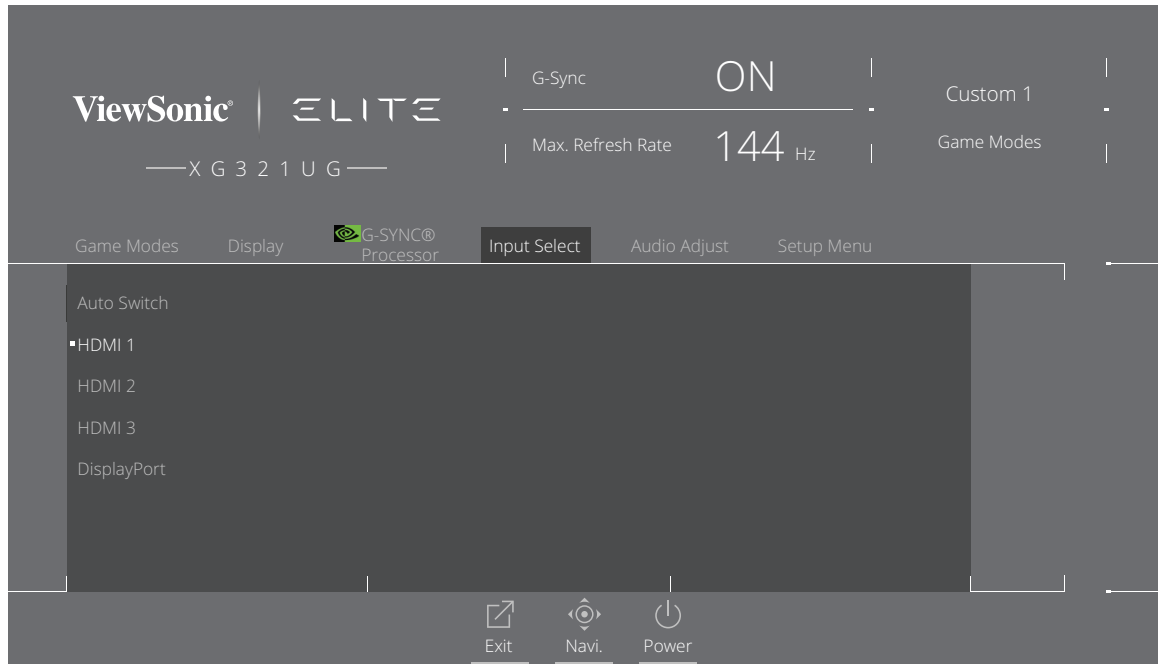 ViewSonic® ELITE
XG321UG
G-Sync ON
Max. Refresh Rate 144 Hz
Custom 1
Game Modes
Game Modes Display G-SYNC® Processor Input Select Audio Adjust Setup Menu
Auto Switch
HDMI 1
HDMI 2
HDMI 3
DisplayPort
Exit Navi. Power